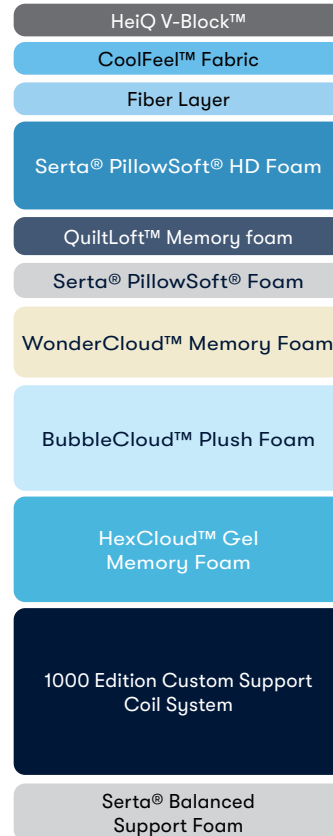 HeiQ V-Block™
CoolFeel™ Fabric
Fiber Layer
Serta® PillowSoft® HD Foam
QuiltLoft™ Memory foam
Serta® PillowSoft® Foam
WonderCloud™ Memory Foam
BubbleCloud™ Plush Foam
HexCloud™ Gel
Memory Foam
1000 Edition Custom Support
Coil System
Serta® Balanced
Support Foam